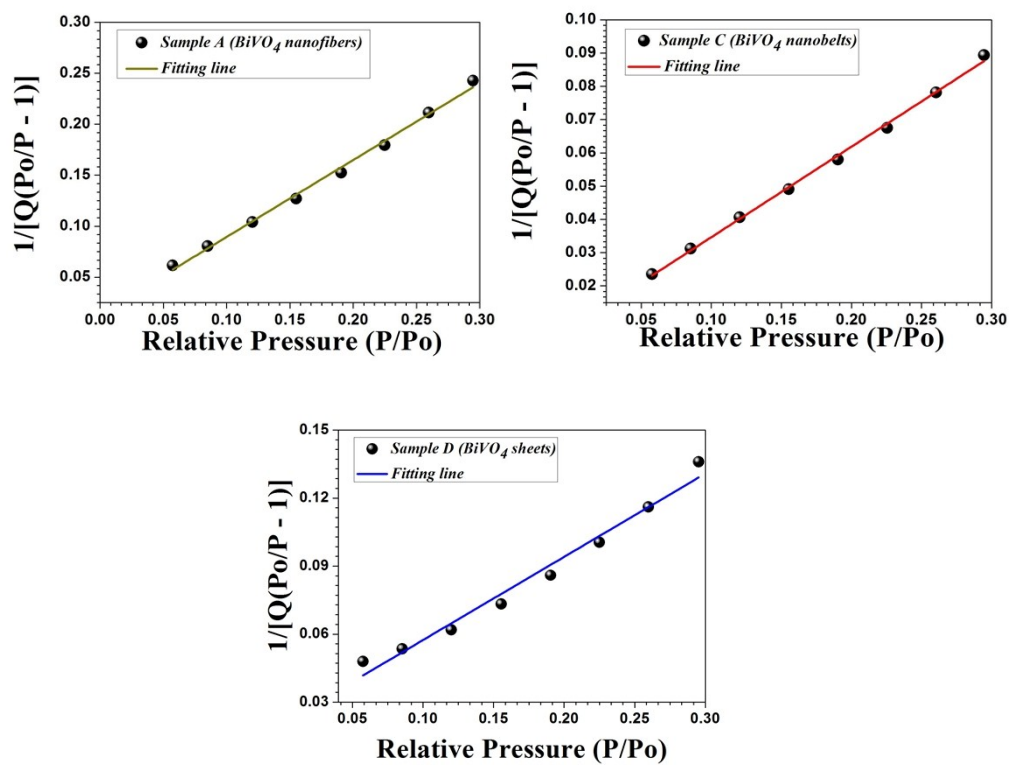 Sample A (BiVO4 nanofibers)
Fitting line
1/[Q(Po/P - 1)]
0.30
0.25
0.20
0.15
0.10
0.05
0.00 0.05 0.10 0.15 0.20 0.25 0.30
Relative Pressure (P/Po)
Sample C (BiVO4 nanobelts)
Fitting line
1/[Q(Po/P - 1)]
0.10
0.09
0.08
0.07
0.06
0.05
0.04
0.03
0.02
0.05 0.10 0.15 0.20 0.25 0.30
Relative Pressure (P/Po)
Sample D (BiVO4 sheets)
Fitting line
1/[Q(Po/P - 1)]
0.15
0.12
0.09
0.06
0.03
0.05 0.10 0.15 0.20 0.25 0.30
Relative Pressure (P/Po)